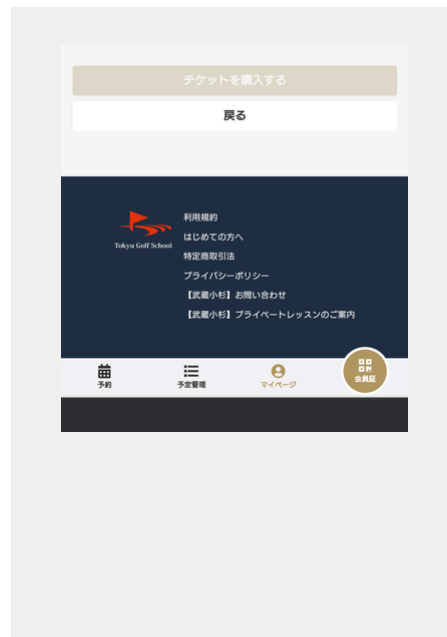 チケットを購入する
戻る
Tokyu Golf School
利用規約
はじめての方へ
特定商取引法
プライバシーポリシー
【武蔵小杉】お問い合わせ
【武蔵小杉】プライベートレッスンのご案内
予約
予定管理
マイページ
会員証